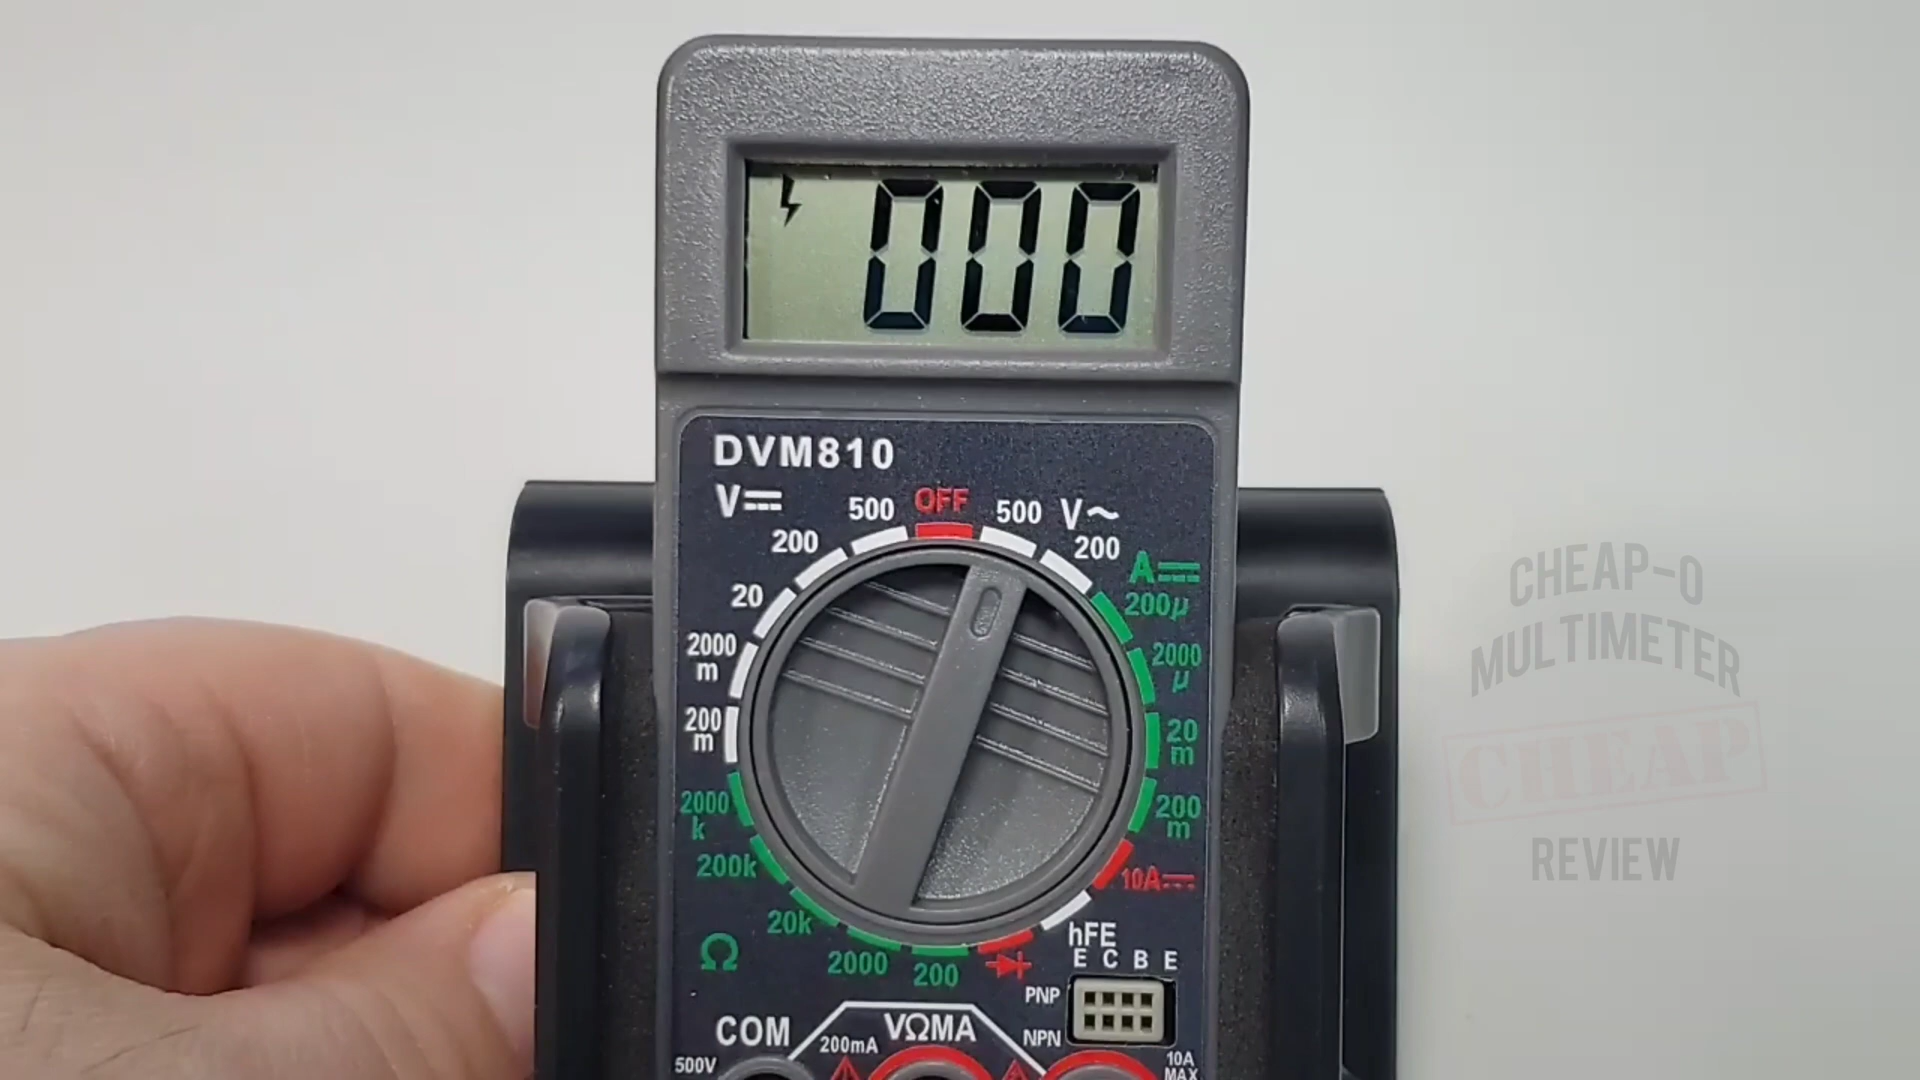 000
DVM810
V
500
OFF
500
V~
200
200
A
20
200µ
2000
m
2000
µ
200
m
20
m
2000
k
200
m
200k
10A
20k
hFE
Ω
2000
200
E C B E
PNP
COM
VΩMA
NPN
200mA
500V
10A
MAX
CHEAP-O
MULTIMETER
CHEAP
REVIEW